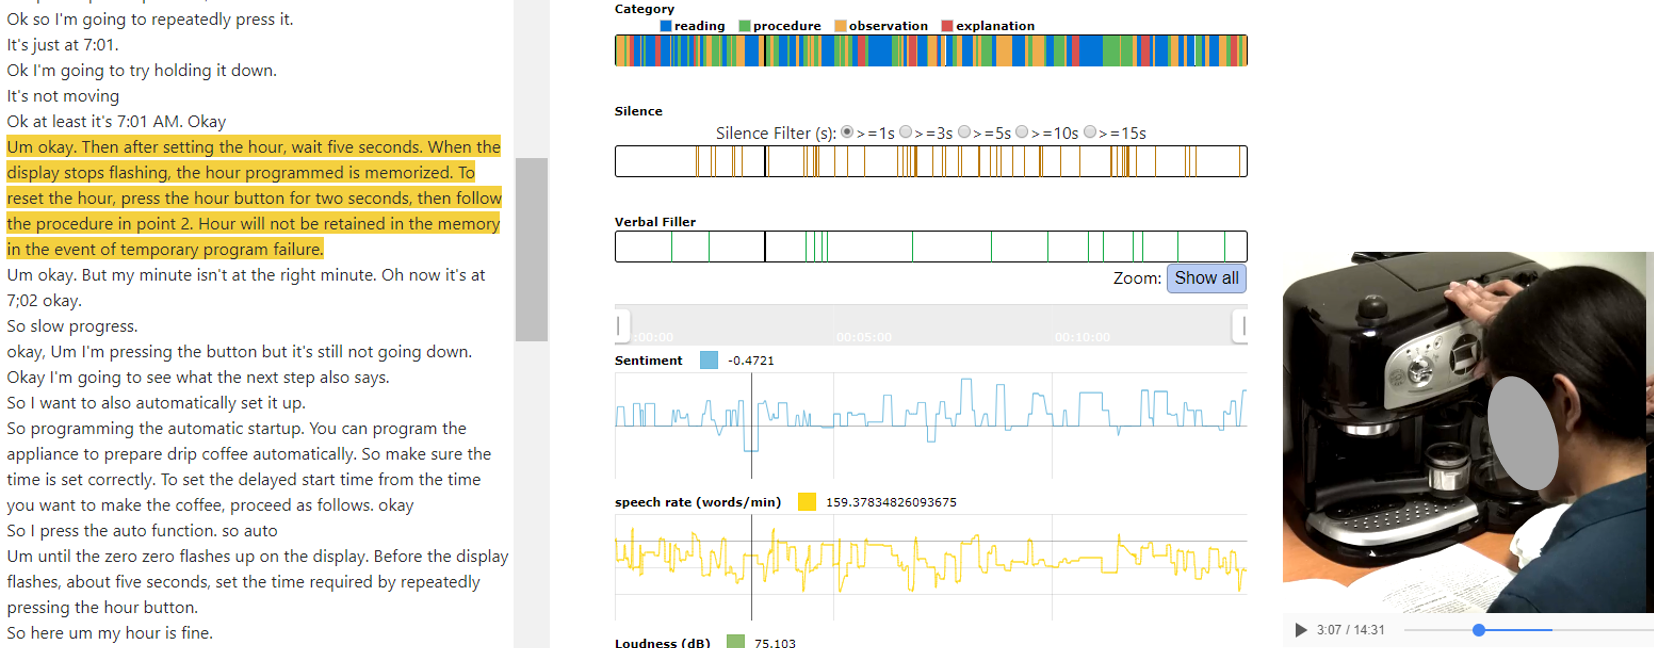 Ok so I'm going to repeatedly press it.
It's just at 7:01.
Ok I'm going to try holding it down.
It's not moving
Ok at least it's 7:01 AM. Okay
Um okay. Then after setting the hour, wait five seconds. When the
display stops flashing, the hour programmed is memorized. To
reset the hour, press the hour button for two seconds, then follow
the procedure in point 2. Hour will not be retained in the memory
in the event of temporary program failure.
Um okay. But my minute isn't at the right minute. Oh now it's at
7;02 okay.
So slow progress.
okay, Um I'm pressing the button but it's still not going down.
Okay I'm going to see what the next step also says.
So I want to also automatically set it up.
So programming the automatic startup. You can program the
appliance to prepare drip coffee automatically. So make sure the
time is set correctly. To set the delayed start time from the time
you want to make the coffee, proceed as follows. okay
So I press the auto function. so auto
Um until the zero zero flashes up on the display. Before the display
flashes, about five seconds, set the time required by repeatedly
pressing the hour button.
So here um my hour is fine.
Category
reading procedure observation explanation
Silence
Silence Filter (s): >=1s >=3s >=5s >=10s >=15s
Verbal Filler
Zoom: Show all
:00:00 00:05:00 00:10:00
Sentiment -0.4721
speech rate (words/min) 159.37834826093675
Loudness (dB) 75.103
3:07 / 14:31